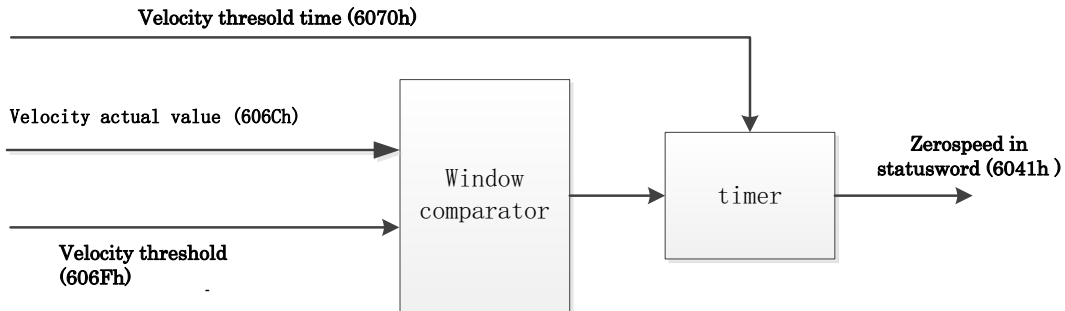 Velocity thresold time (6070h)
Velocity actual value (606Ch)
Zerospeed in
statusword (6041h )
Window
comparator
timer
Velocity threshold
(606Fh)
-